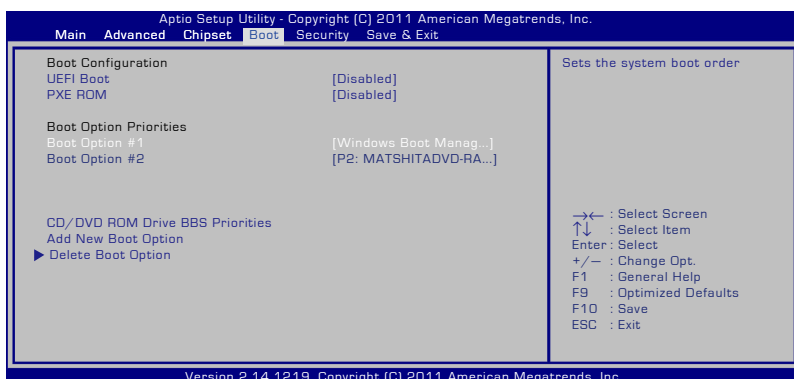 Aptio Setup Utility - Copyright (C) 2011 American Megatrends, Inc.
Main Advanced Chipset Boot Security Save & Exit
Boot Configuration
UEFI Boot [Disabled]
PXE ROM [Disabled]
Boot Option Priorities
Boot Option #1 [Windows Boot Manag...]
Boot Option #2 [P2: MATSHITADVD-RA...]
CD/DVD ROM Drive BBS Priorities
Add New Boot Option
▶ Delete Boot Option
Sets the system boot order
→← : Select Screen
↑↓ : Select Item
Enter : Select
+/− : Change Opt.
F1 : General Help
F9 : Optimized Defaults
F10 : Save
ESC : Exit
Version 2.14.1219. Copyright (C) 2011 American Megatrends, Inc.